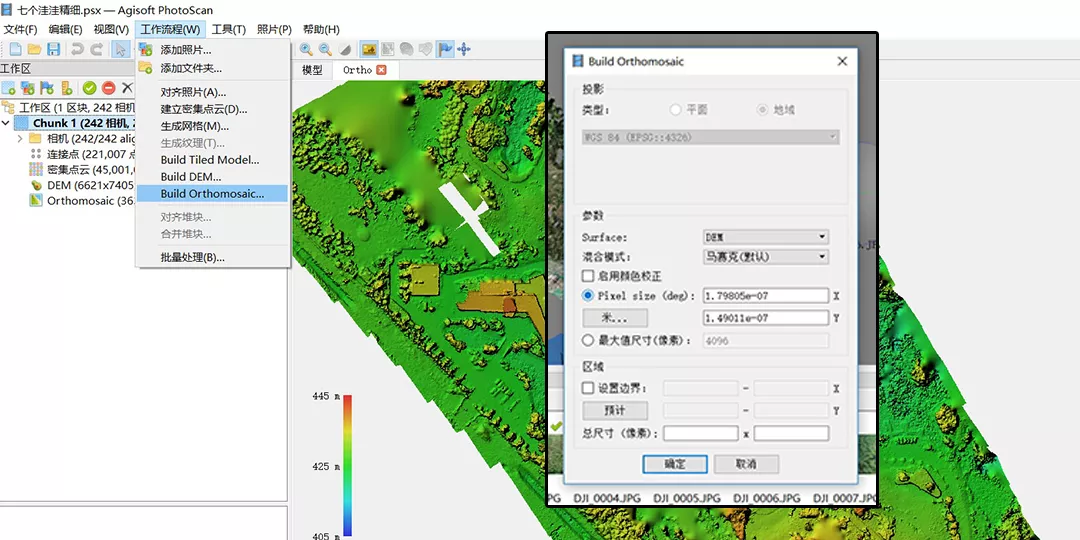 七个洼洼精细.psx — Agisoft PhotoScan
文件(F) 编辑(E) 视图(V) 工作流程(W) 工具(T) 照片(P) 帮助(H)
工作区
工作区 (1 区块, 242 相机
Chunk 1 (242 相机,
相机 (242/242 alig
连接点 (221,007 点
密集点云 (45,001,
DEM (6621x7405
Orthomosaic (36
添加照片...
添加文件夹...
对齐照片(A)...
建立密集点云(D)...
生成网格(M)...
生成纹理(T)...
Build Tiled Model...
Build DEM...
Build Orthomosaic...
对齐堆块...
合并堆块...
批量处理(B)...
模型 Ortho
445 m
425 m
405 m
Build Orthomosaic
投影
类型: 平面 地域
WGS 84 (EPSG::4326)
参数
Surface: DEM
混合模式: 马赛克(默认)
启用颜色校正
Pixel size (deg): 1.79805e-07 X
米... 1.49011e-07 Y
最大值尺寸(像素): 4096
区域
设置边界: - X
预计 - Y
总尺寸 (像素): x
确定 取消
PG DJI_0004.JPG DJI_0005.JPG DJI_0006.JPG DJI_0007.JPG